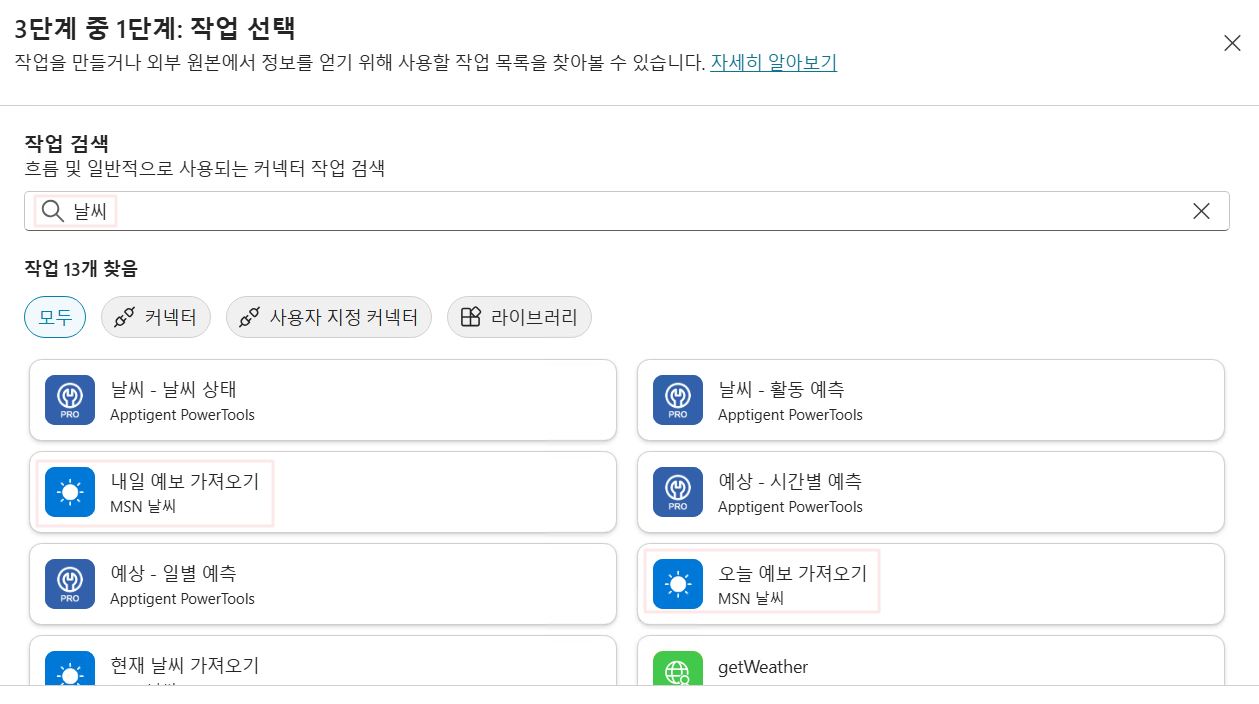 3단계 중 1단계: 작업 선택
작업을 만들거나 외부 원본에서 정보를 얻기 위해 사용할 작업 목록을 찾아볼 수 있습니다. 자세히 알아보기
작업 검색
흐름 및 일반적으로 사용되는 커넥터 작업 검색
날씨
작업 13개 찾음
모두 커넥터 사용자 지정 커넥터 라이브러리
PRO
날씨 - 날씨 상태
Apptigent PowerTools
PRO
날씨 - 활동 예측
Apptigent PowerTools
내일 예보 가져오기
MSN 날씨
PRO
예상 - 시간별 예측
Apptigent PowerTools
PRO
예상 - 일별 예측
Apptigent PowerTools
오늘 예보 가져오기
MSN 날씨
현재 날씨 가져오기
getWeather